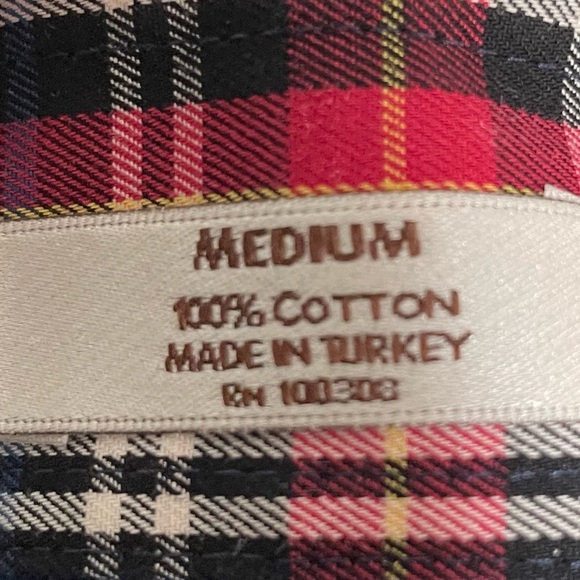 MEDIUM
100% COTTON
MADE IN TURKEY
RN 100308